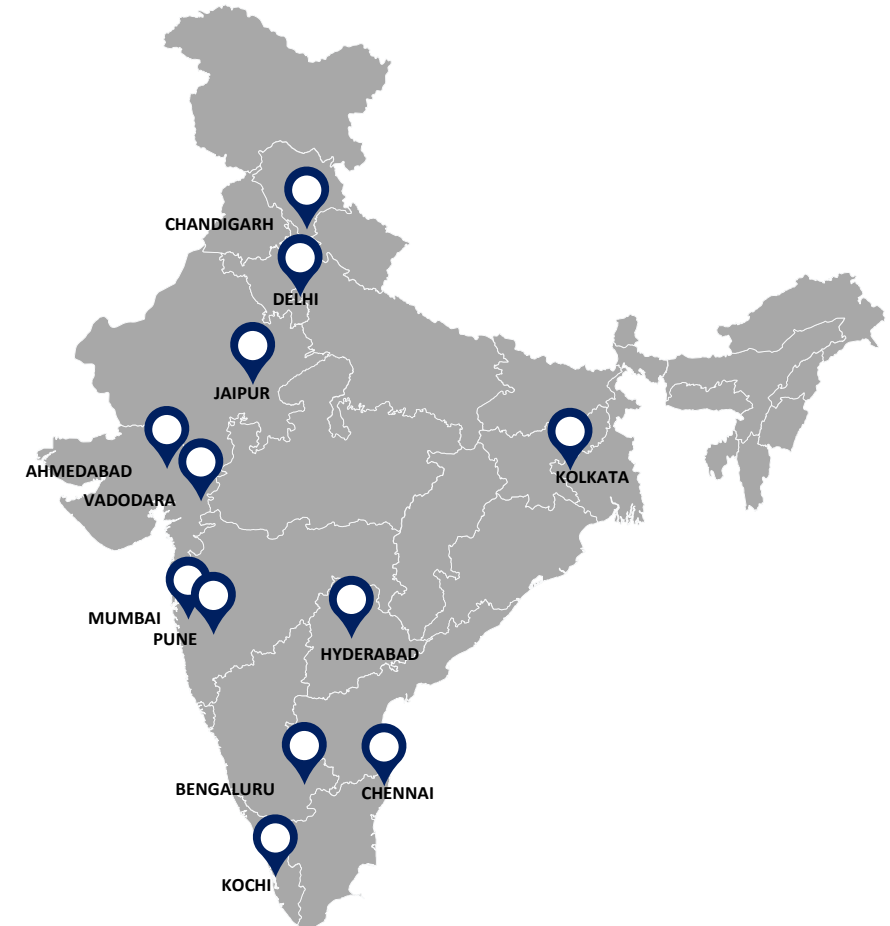 CHANDIGARH
DELHI
JAIPUR
AHMEDABAD
VADODARA
KOLKATA
MUMBAI
PUNE
HYDERABAD
BENGALURU
CHENNAI
KOCHI